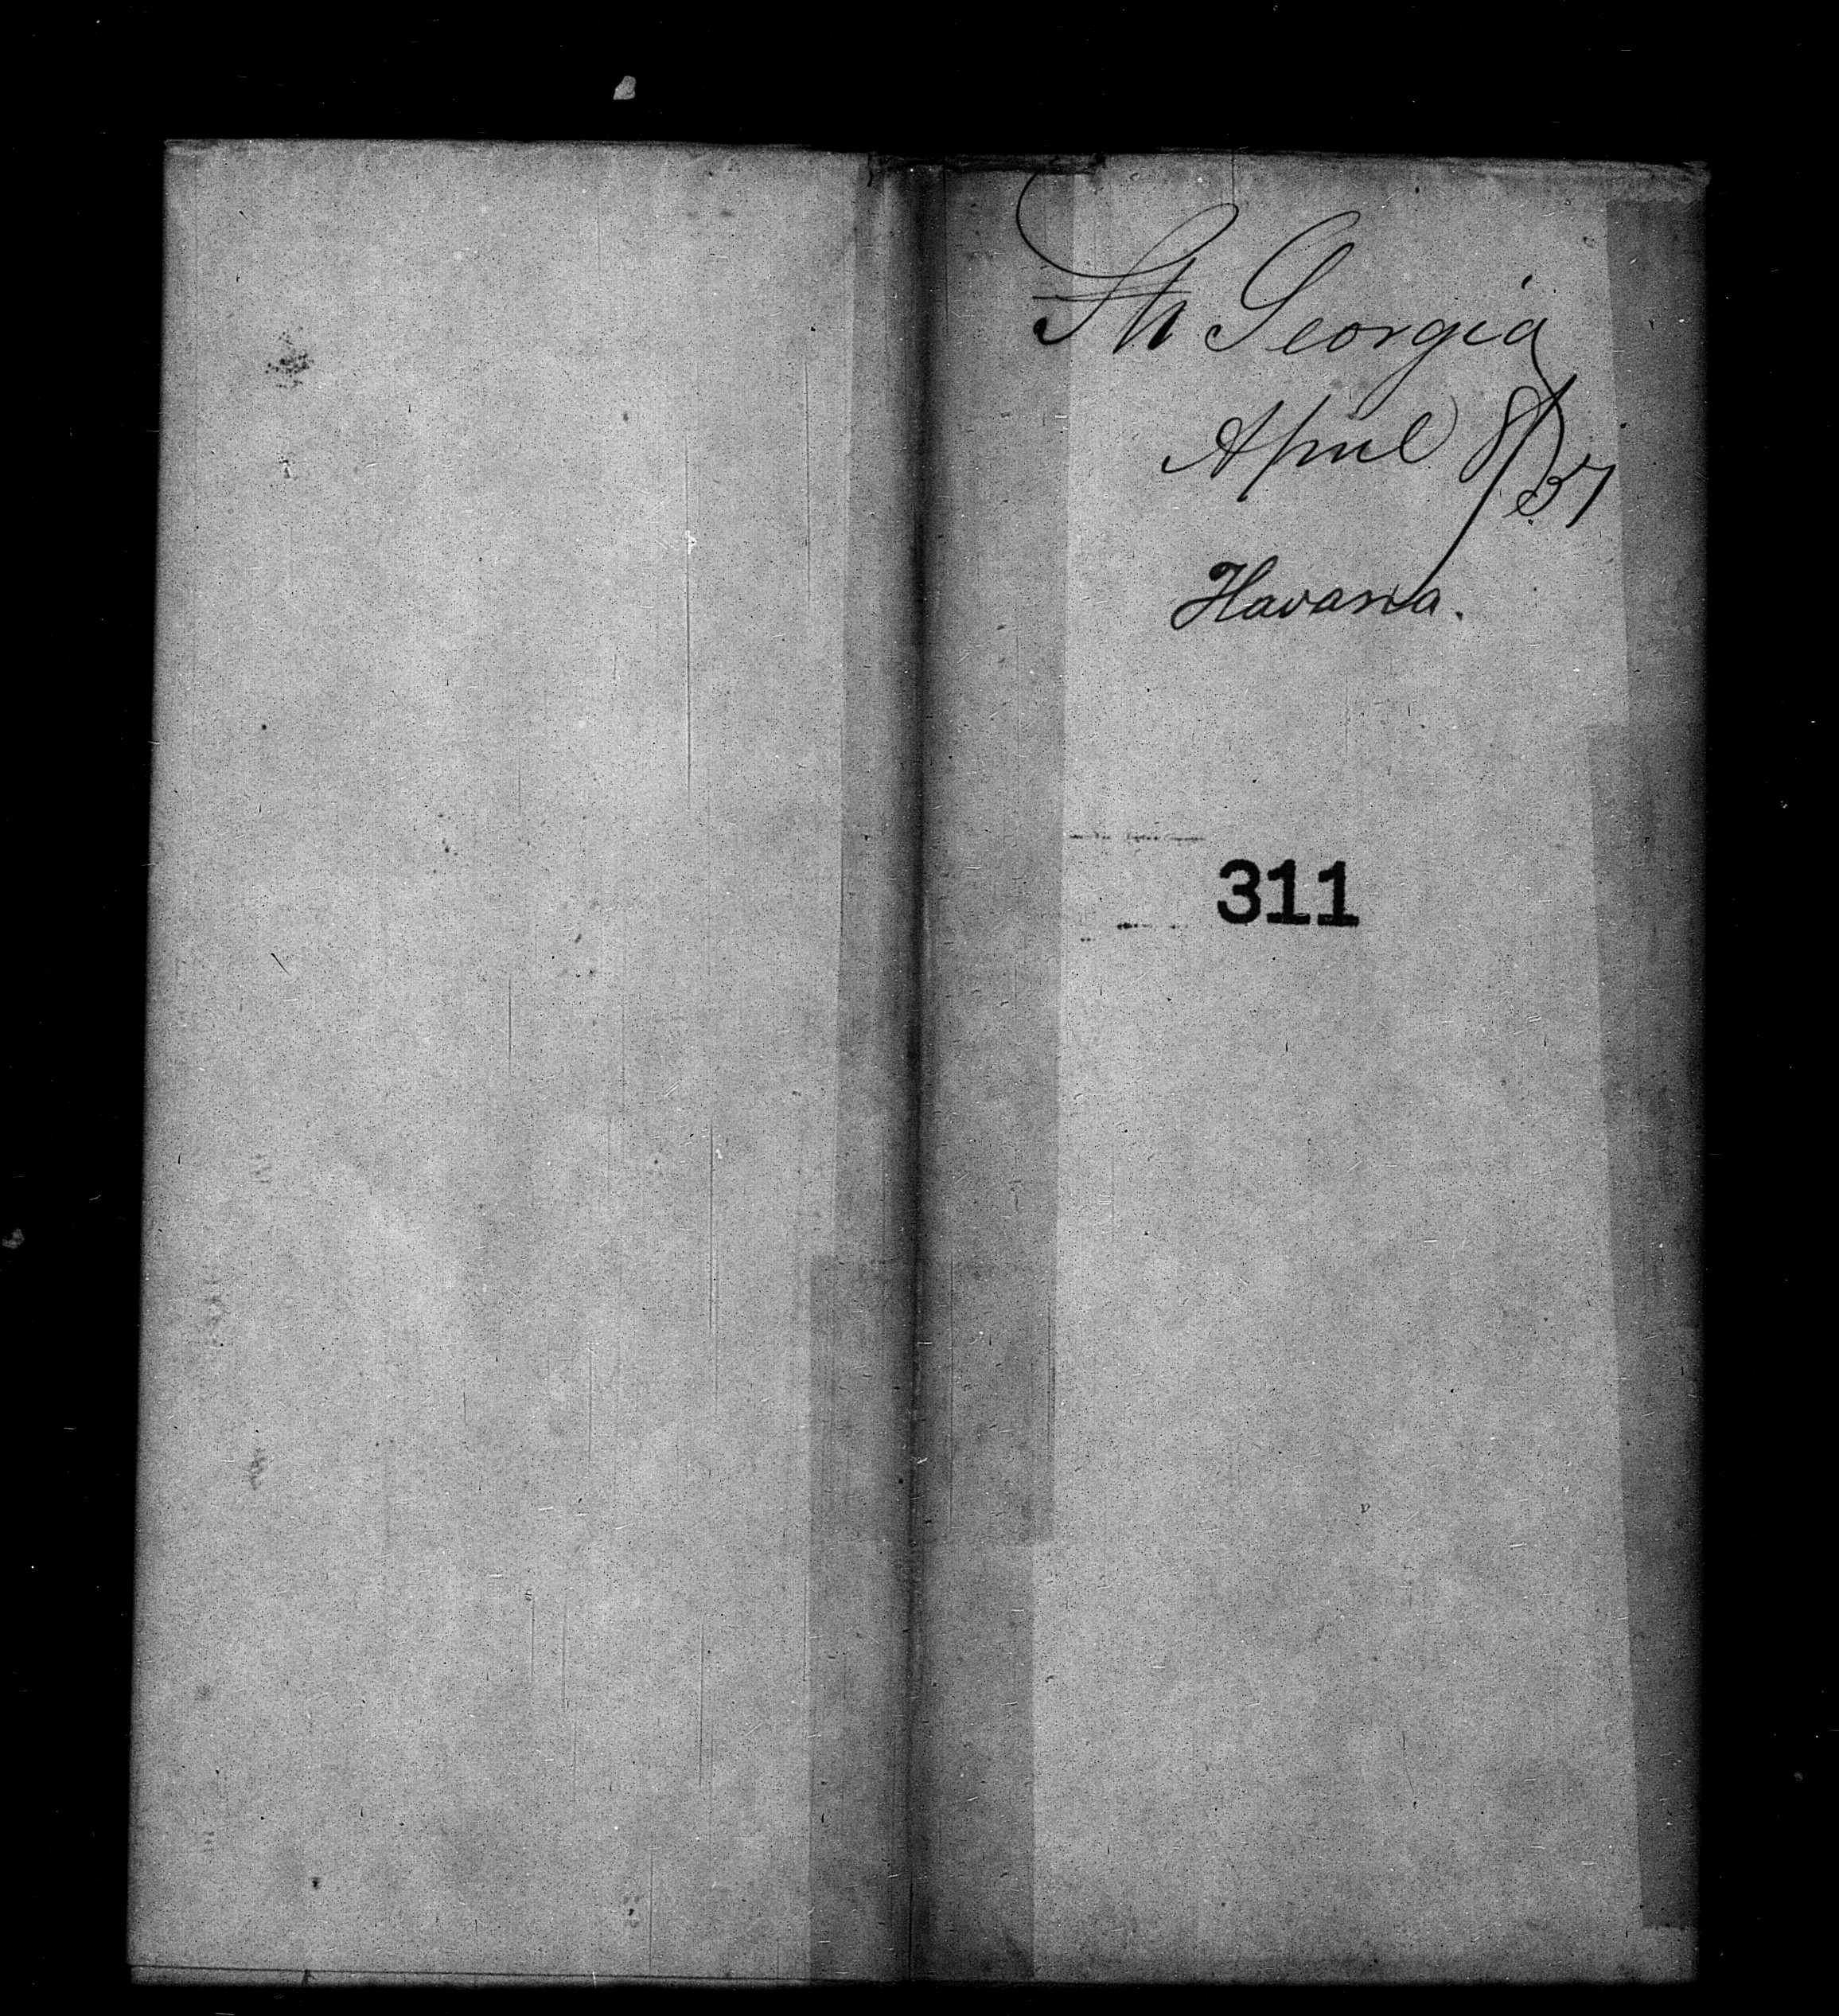 St Georgia
April 8/57
Havana.
311